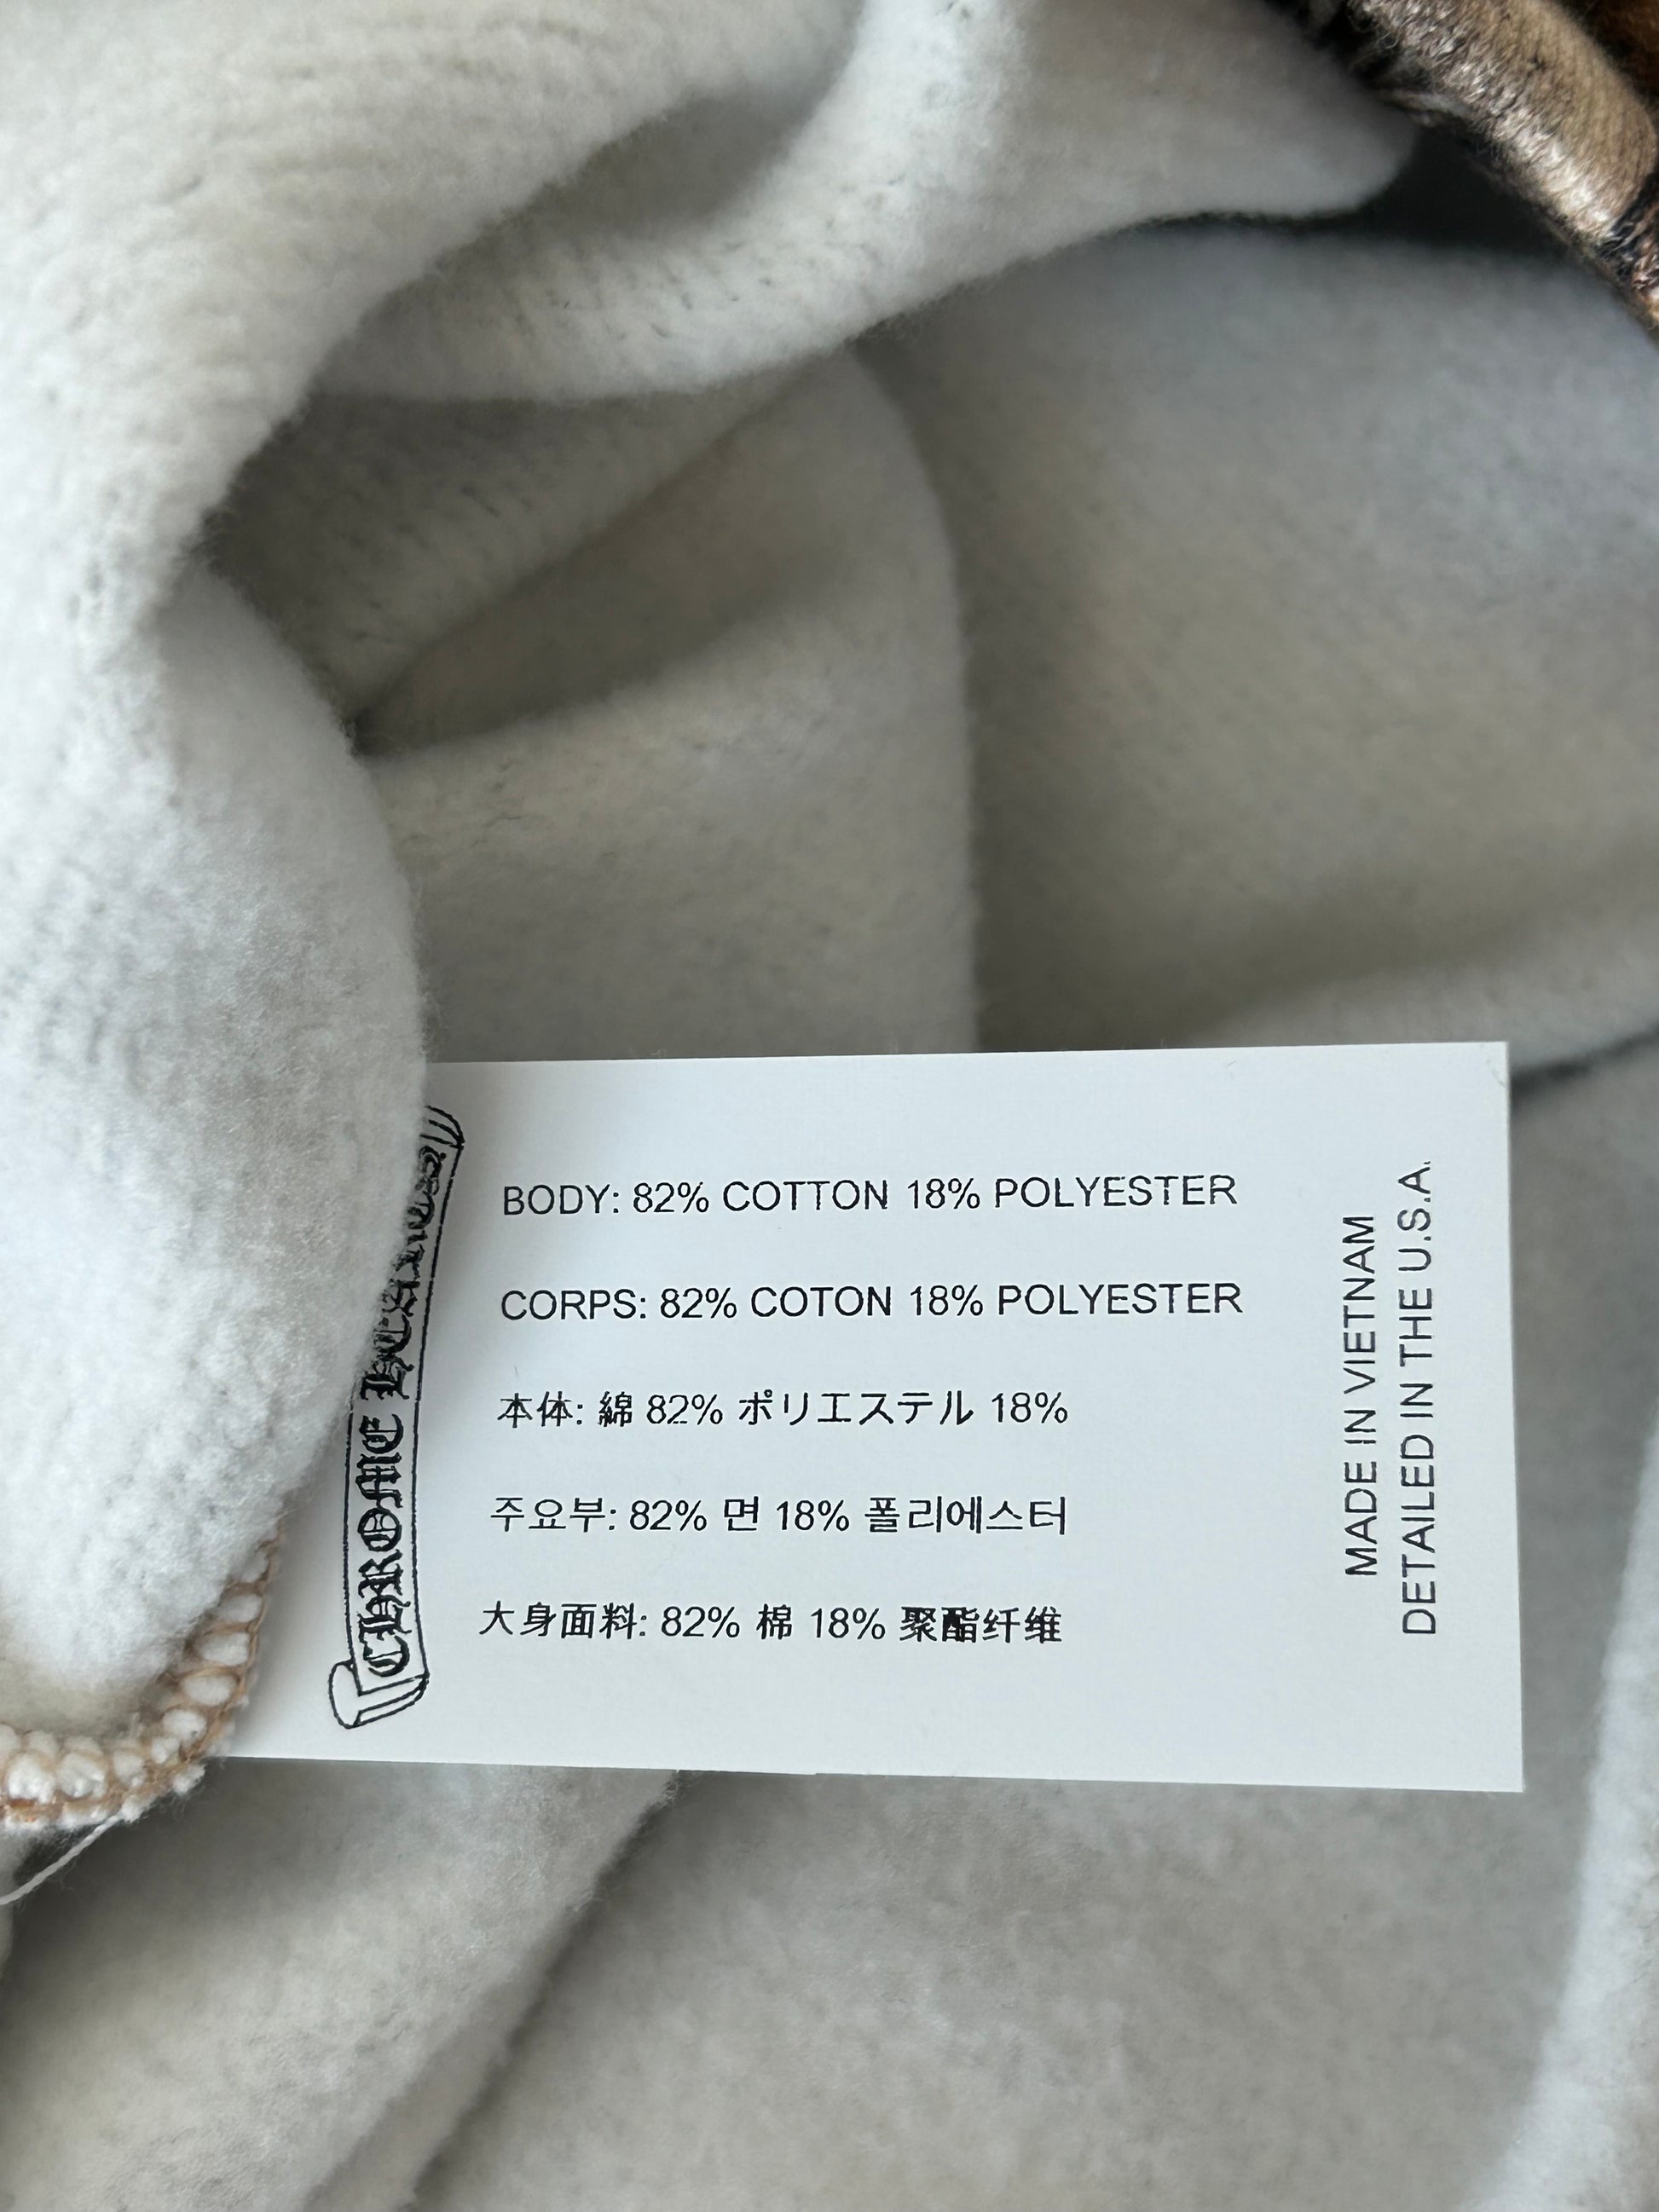 CHROME HEARTS
BODY: 82% COTTON 18% POLYESTER
CORPS: 82% COTON 18% POLYESTER
本体: 綿 82% ポリエステル 18%
주요부: 82% 면 18% 폴리에스터
大身面料: 82% 棉 18% 聚酯纤维
MADE IN VIETNAM
DETAILED IN THE U.S.A.